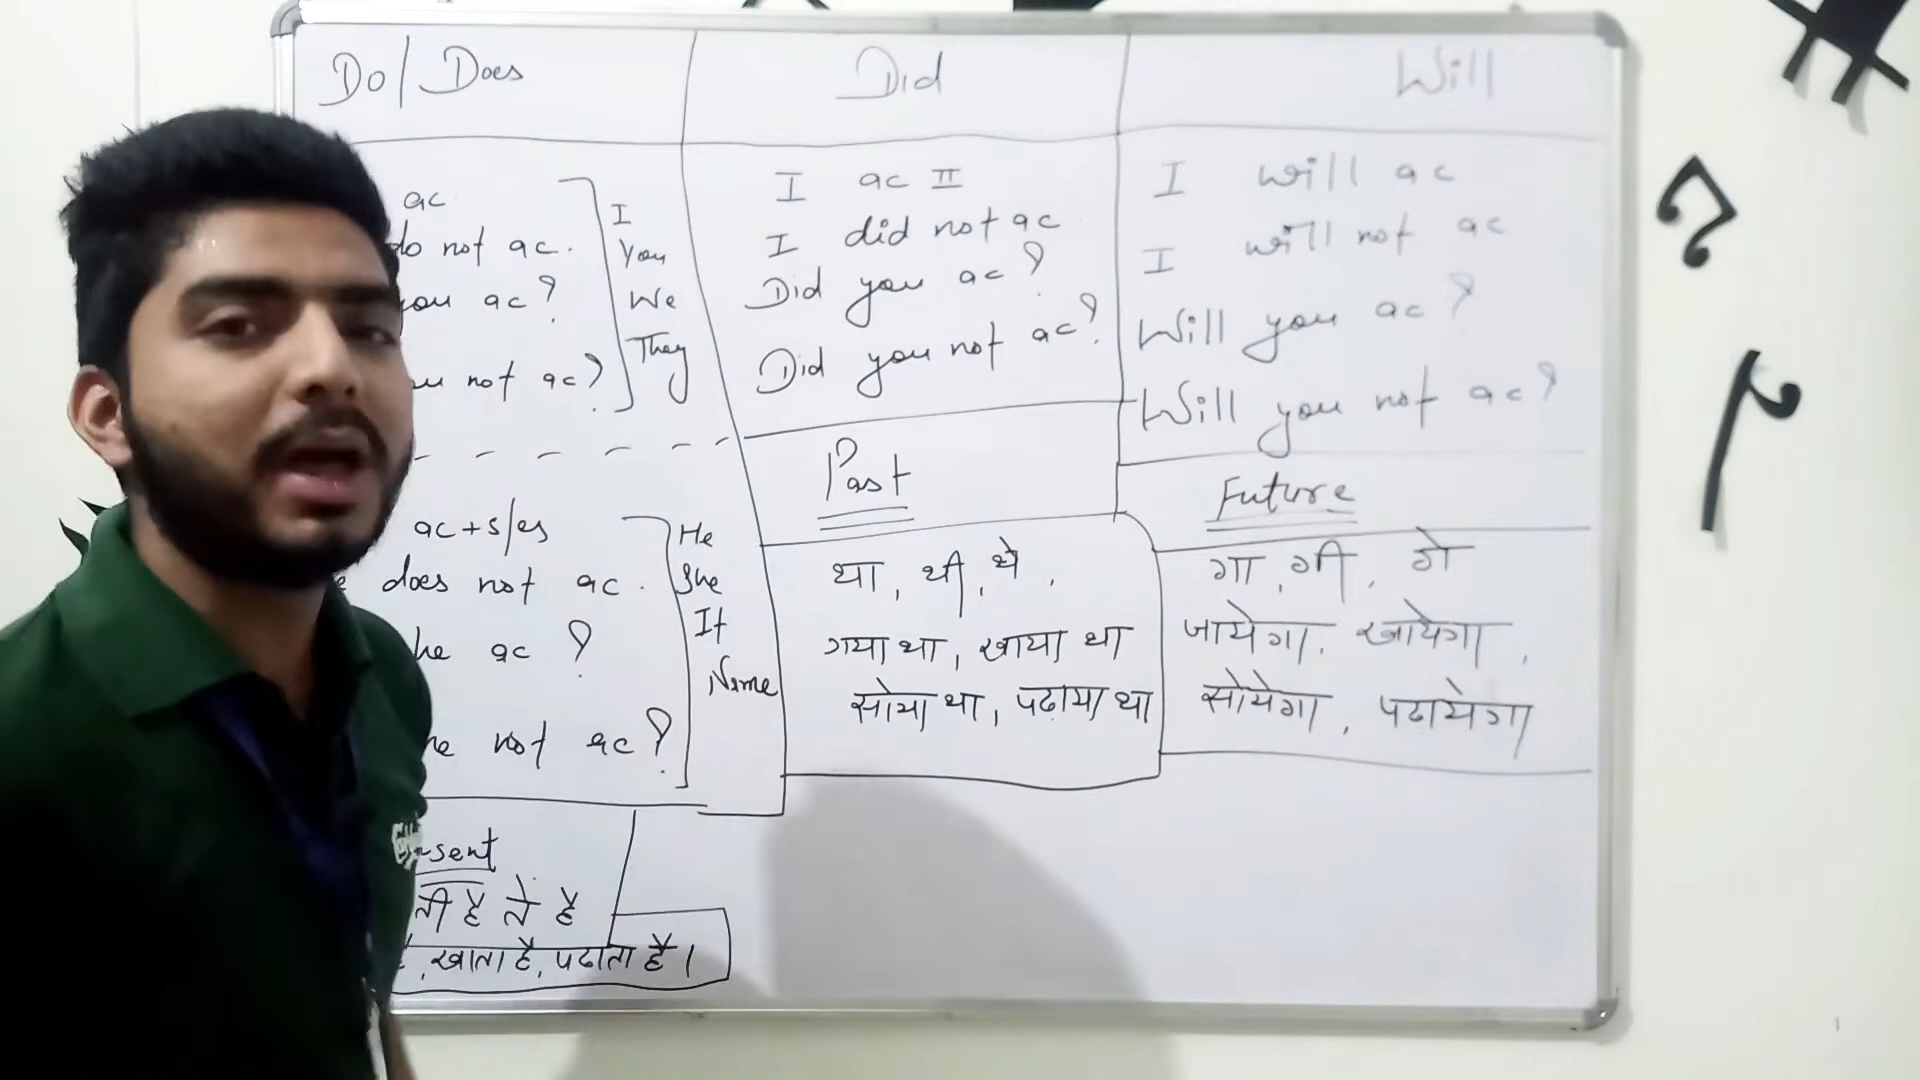 Do/Does
ac
do not ac.
you ac?
not ac?
I
You
We
They
ac+s/es
does not ac.
he ac?
he not ac?
He
She
It
Name
ती है ते है
, खाता है, पढाता है।
Did
I ac II
I did not ac
Did you ac?
Did you not ac?
Past
था, थी, थे,
गया था, खाया था
सोया था, पढाया था
Will
I will ac
I will not ac
Will you ac?
Will you not ac?
Future
गा, गी, गे
जायेगा, खायेगा,
सोयेगा, पढायेगा